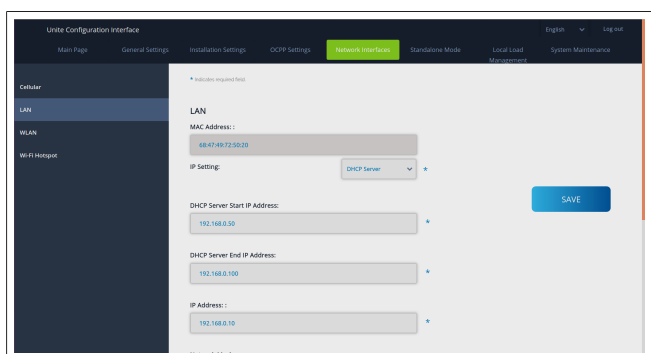 Unite Configuration Interface
English
Log out
Main Page
General Settings
Installation Settings
OCPP Settings
Network Interfaces
Standalone Mode
Local Load
Management
System Maintenance
* Indicates required field.
Cellular
LAN
WLAN
Wi-Fi Hotspot
LAN
MAC Address: :
68:47:49:72:50:20
IP Setting:
DHCP Server
*
SAVE
DHCP Server Start IP Address:
192.168.0.50
*
DHCP Server End IP Address:
192.168.0.100
*
IP Address: :
192.168.0.10
*